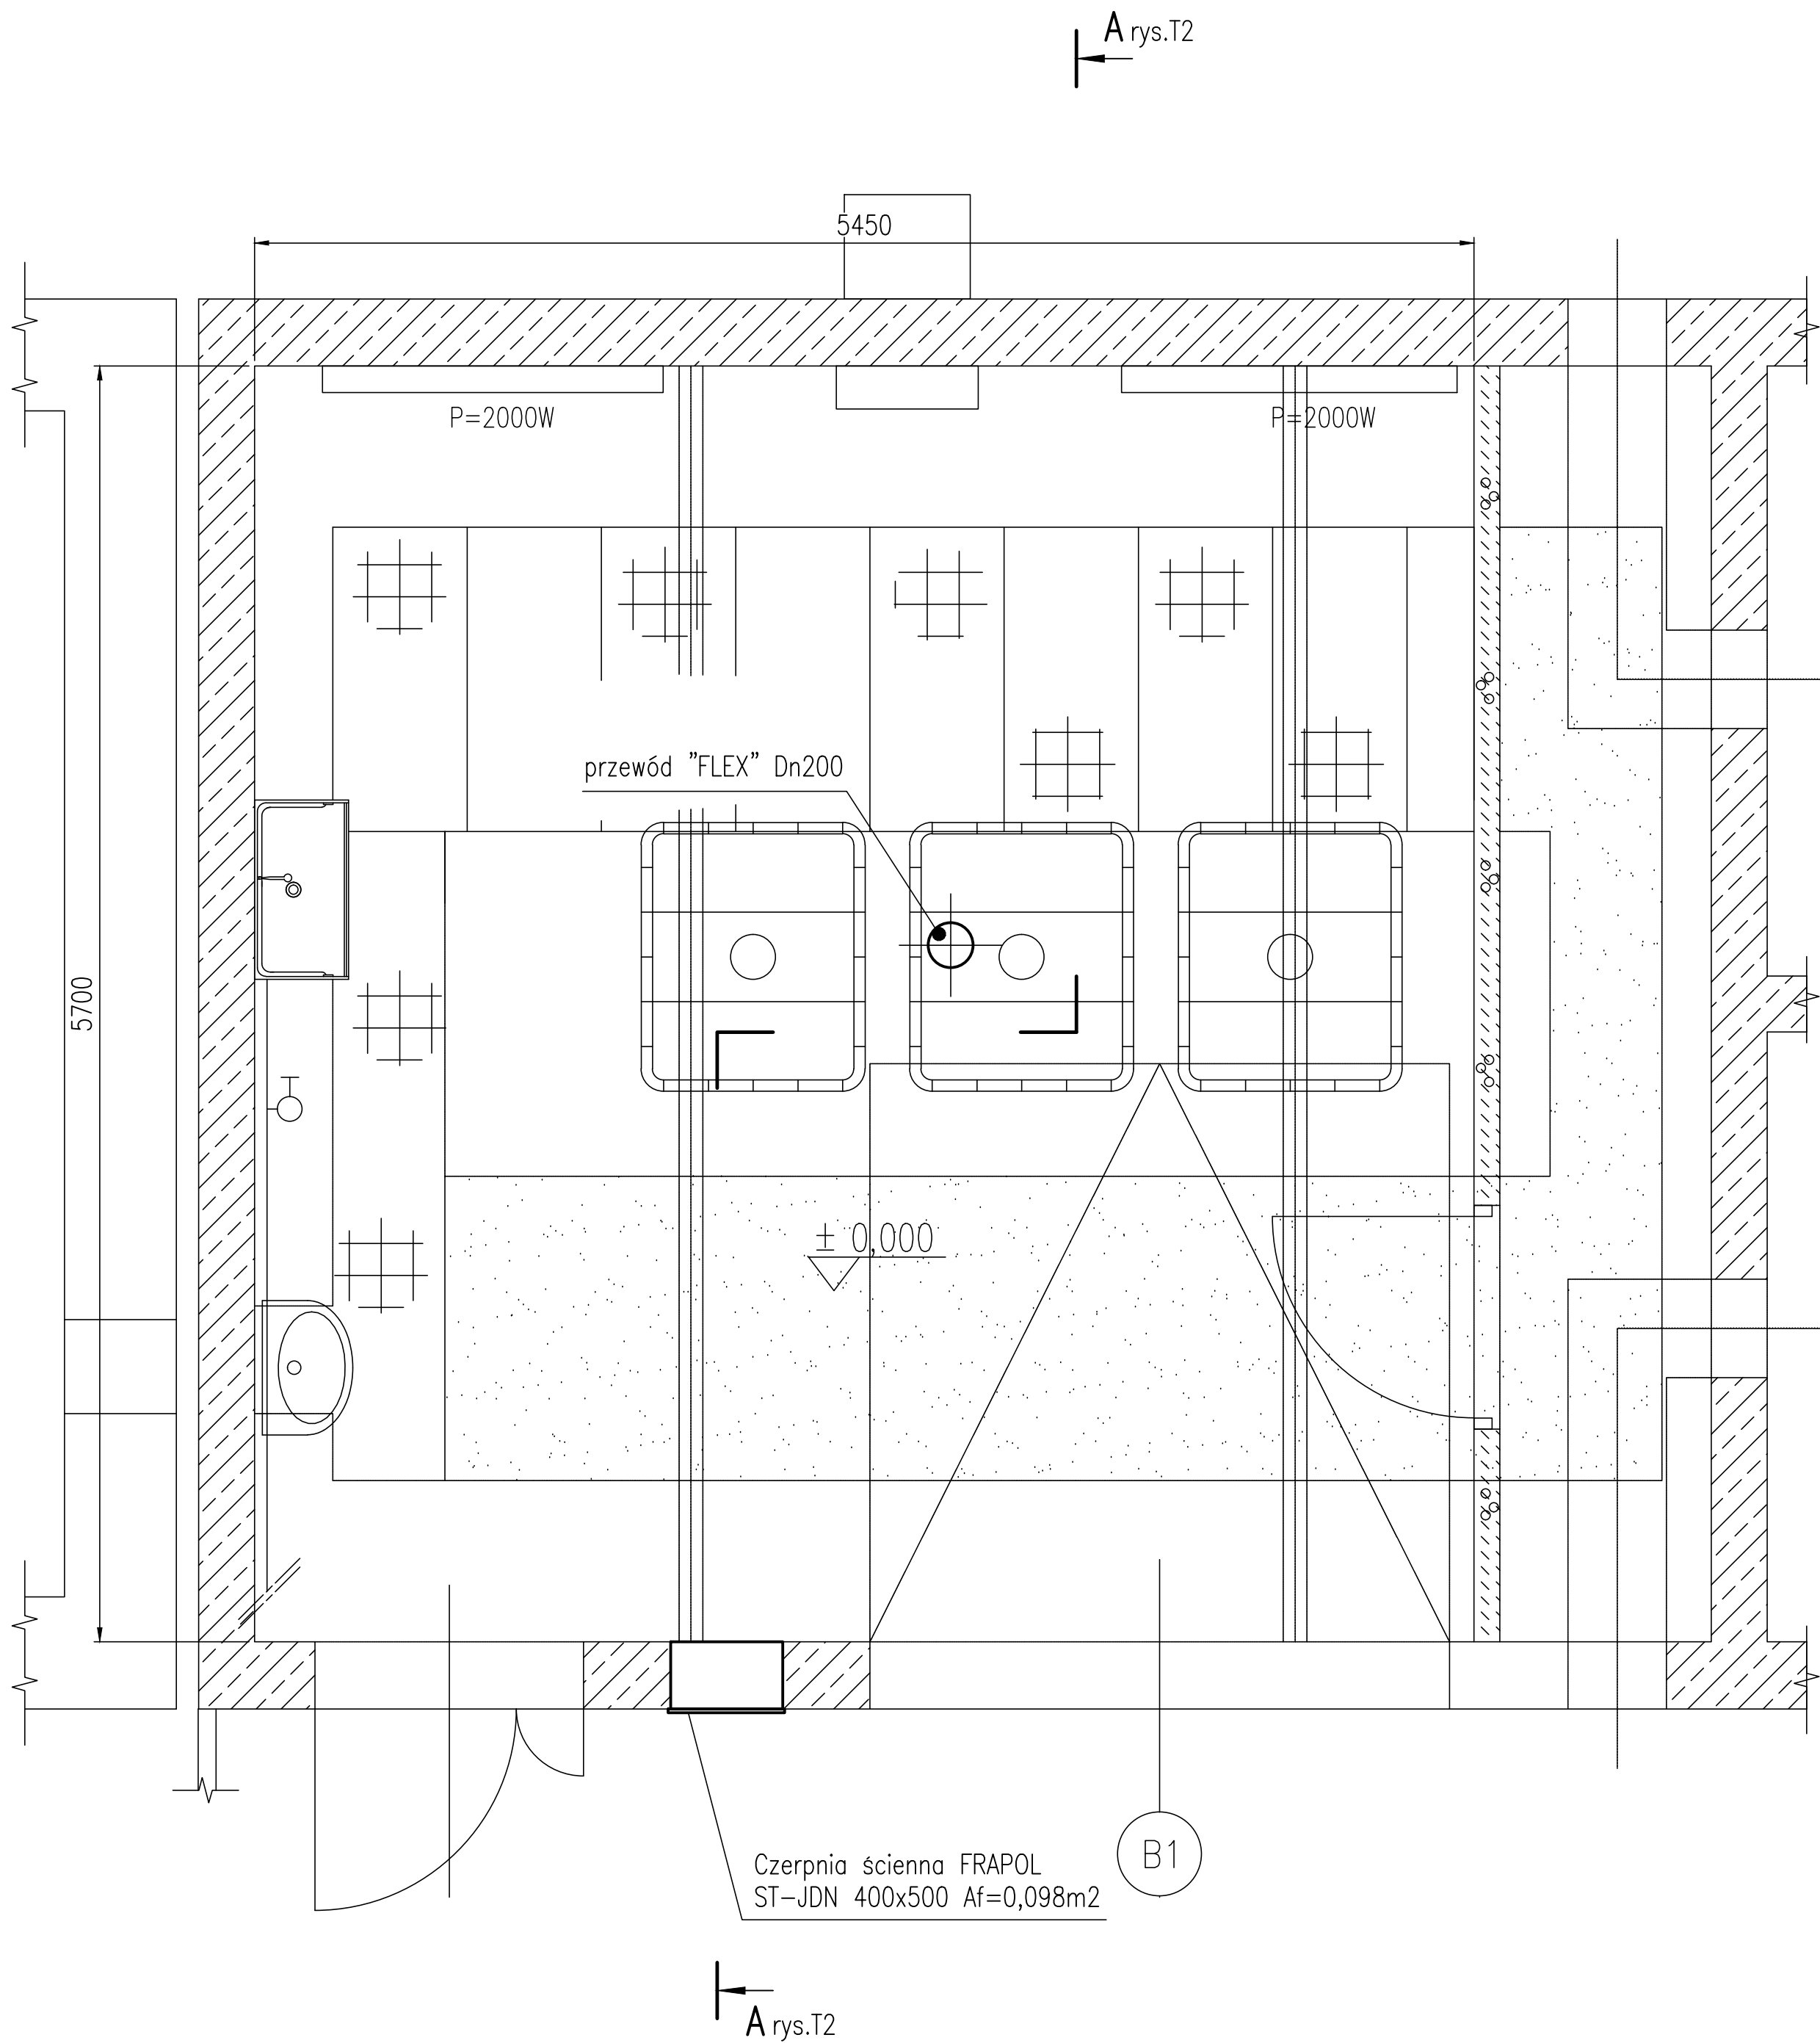 A rys.T2
5450
P=2000W
P=2000W
przewód "FLEX" Dn200
5700
± 0,000
B1
Czerpnia ścienna FRAPOL
ST-JDN 400x500 Af=0,098m2
A rys.T2